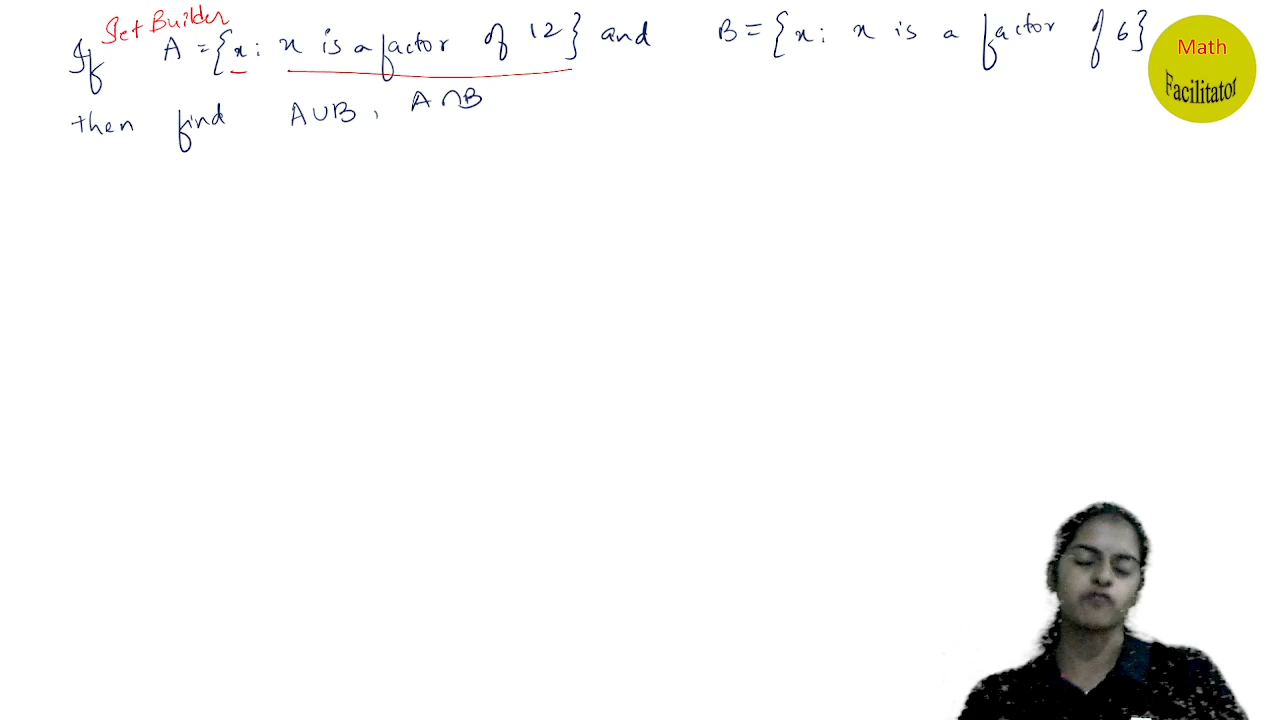 Set Builder
If A = {x : x is a factor of 12} and B = {x : x is a factor of 6}
then find A∪B, A∩B
Math
Facilitator